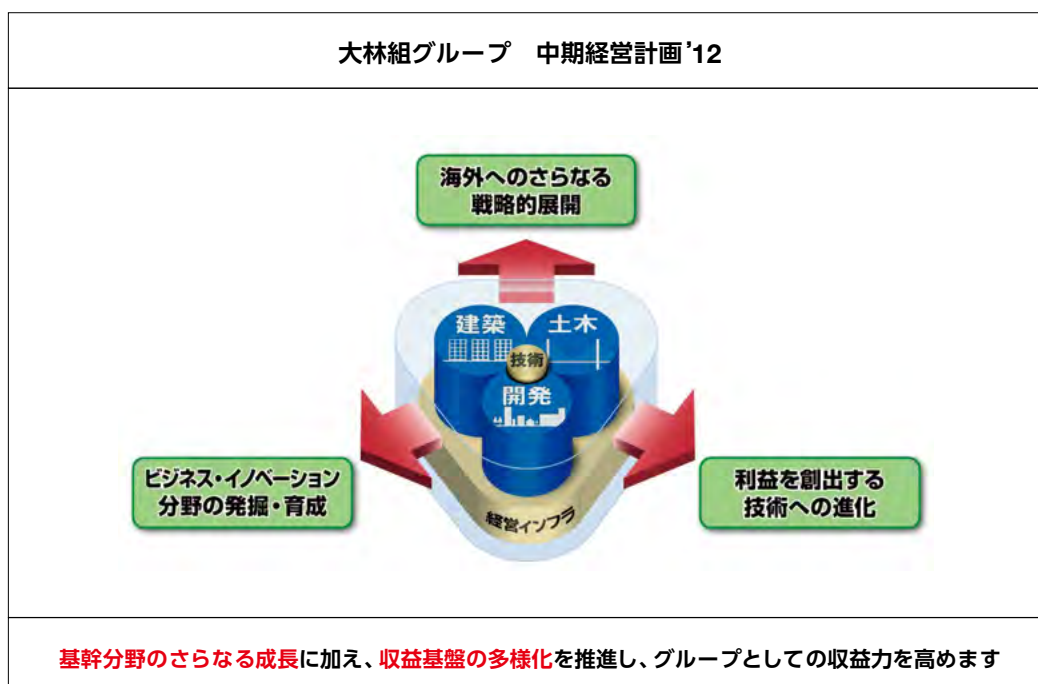 大林組グループ　中期経営計画’12
海外へのさらなる
戦略的展開
建築
土木
技術
開発
ビジネス・イノベーション
分野の発掘・育成
利益を創出する
技術への進化
経営インフラ
基幹分野のさらなる成長に加え、収益基盤の多様化を推進し、グループとしての収益力を高めます